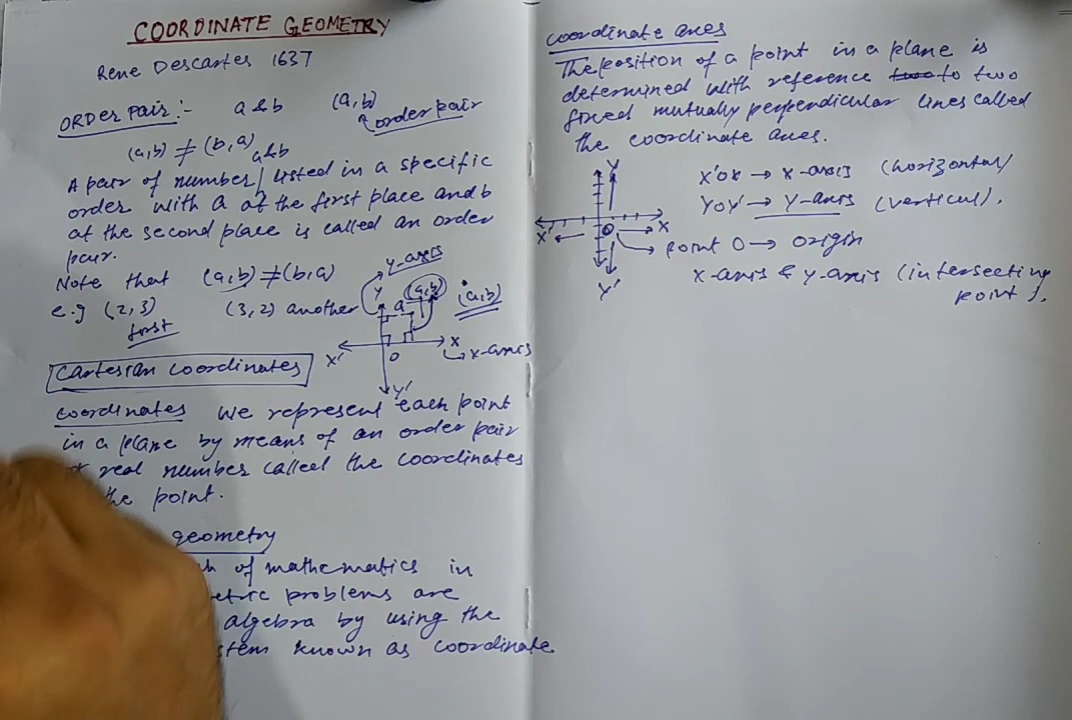 COORDINATE GEOMETRY
Rene Descartes 1637
ORDER PAIR :- a & b (a,b)
order pair
(a,b) ≠ (b,a)
a & b
A pair of number listed in a specific
order with a at the first place and b
at the second place is called an order
pair.
Note that (a,b) ≠ (b,a)
e.g (2,3) (3,2) another
first
y-axis
Y
a
(a,b)
(a,b)
X' O X
x-axis
Y'
Cartesian coordinates
coordinates we represent each point
in a plane by means of an order pair
real number called the coordinates
the point.
geometry
of mathematics in
problems are
algebra by using the
known as coordinate
coordinate axes
The position of a point in a plane is
determined with reference to two
fixed mutually perpendicular lines called
the coordinate axes.
X'OX → X-axis (horizontal)
YOY' → Y-axis (vertical).
Y
X' O X
Y'
point O → origin
X-axis & Y-axis (intersecting
point).